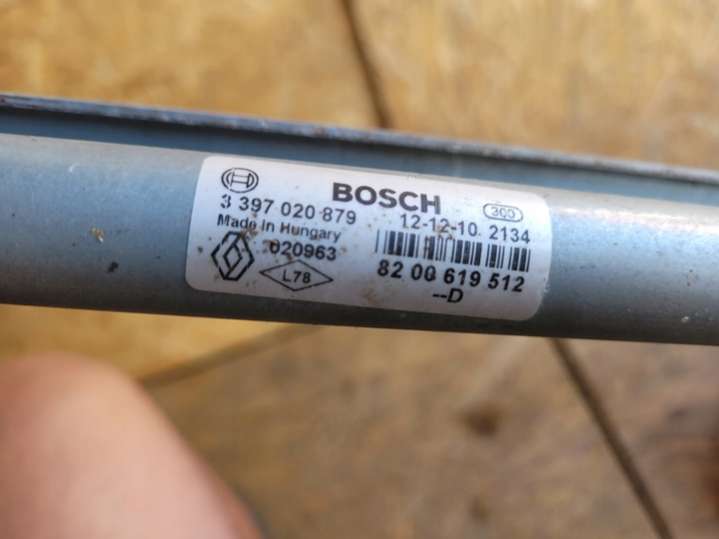 BOSCH
300
3 397 020 879
12-12-10 2134
Made in Hungary
020963
82 00 619 512
L78
--D